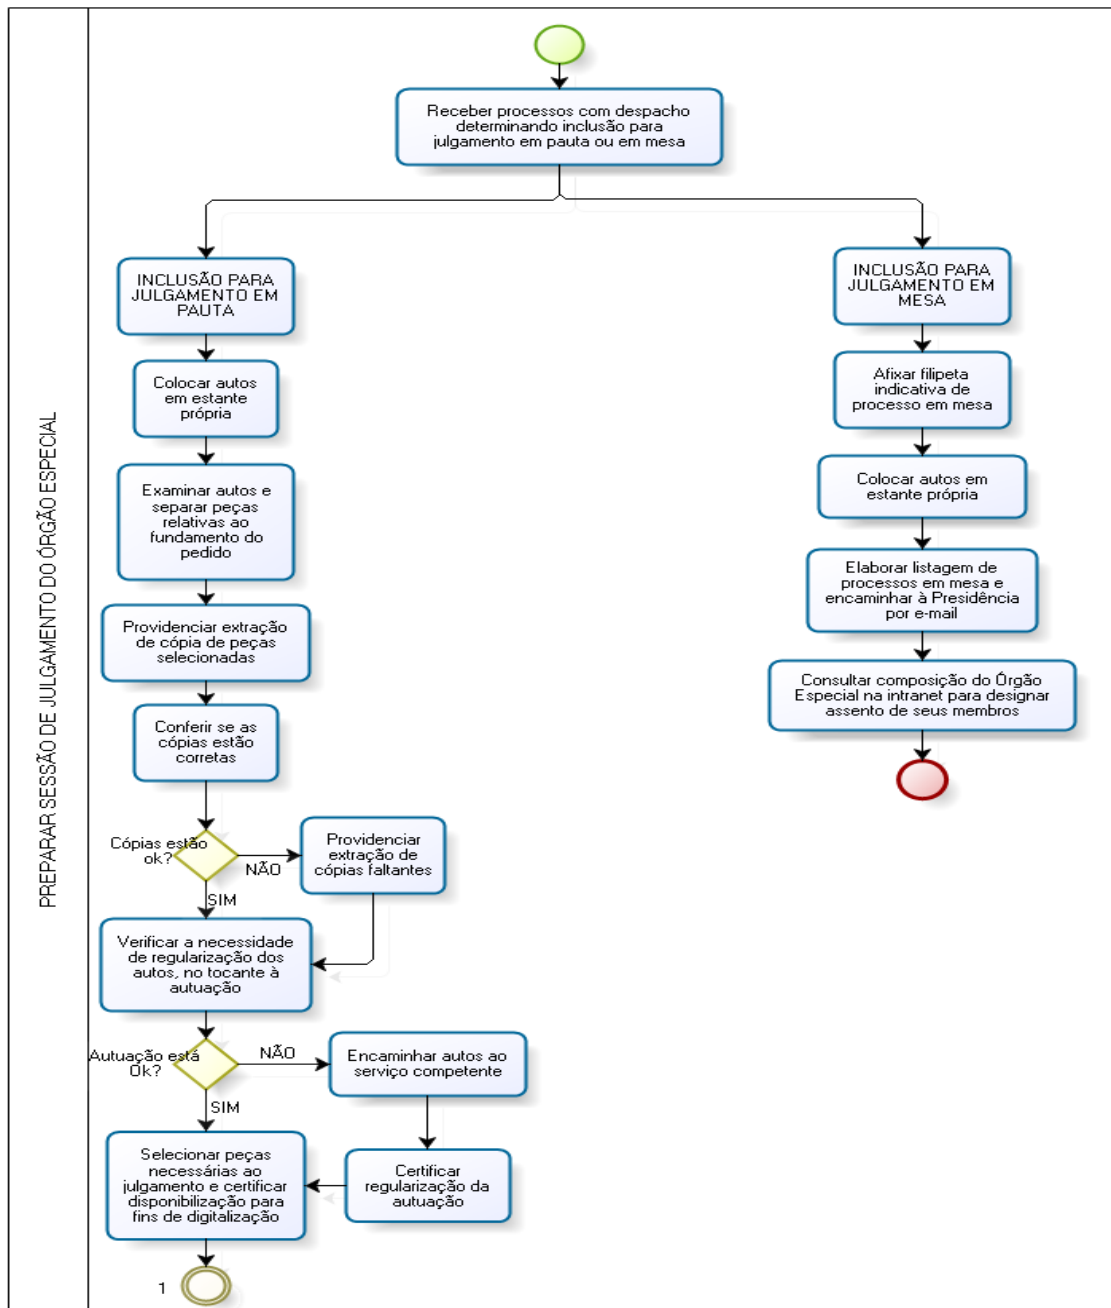 PREPARAR SESSÃO DE JULGAMENTO DO ÓRGÃO ESPECIAL
Receber processos com despacho
determinando inclusão para
julgamento em pauta ou em mesa
INCLUSÃO PARA
JULGAMENTO EM
PAUTA
Colocar autos
em estante
própria
Examinar autos e
separar peças
relativas ao
fundamento do
pedido
Providenciar extração
de cópia de peças
selecionadas
Conferir se as
cópias estão
corretas
Cópias estão
ok?
NÃO
Providenciar
extração de
cópias faltantes
SIM
Verificar a necessidade
de regularização dos
autos, no tocante à
autuação
Autuação está
Ok?
NÃO
Encaminhar autos ao
serviço competente
SIM
Certificar
regularização da
autuação
Selecionar peças
necessárias ao
julgamento e certificar
disponibilização para
fins de digitalização
1
INCLUSÃO PARA
JULGAMENTO EM
MESA
Afixar filipeta
indicativa de
processo em mesa
Colocar autos em
estante própria
Elaborar listagem de
processos em mesa e
encaminhar à Presidência
por e-mail
Consultar composição do Órgão
Especial na intranet para designar
assento de seus membros